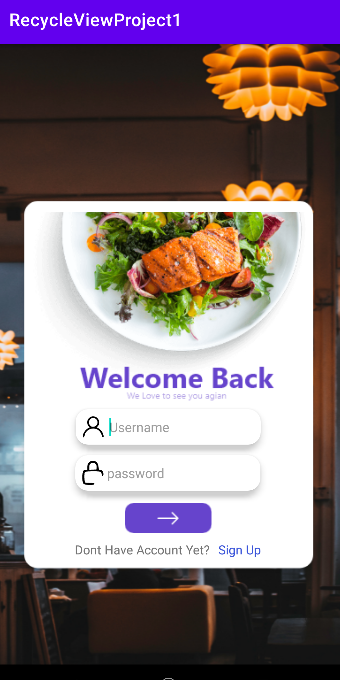 RecycleViewProject1
Welcome Back
We Love to see you agian
Username
password
Dont Have Account Yet? Sign Up